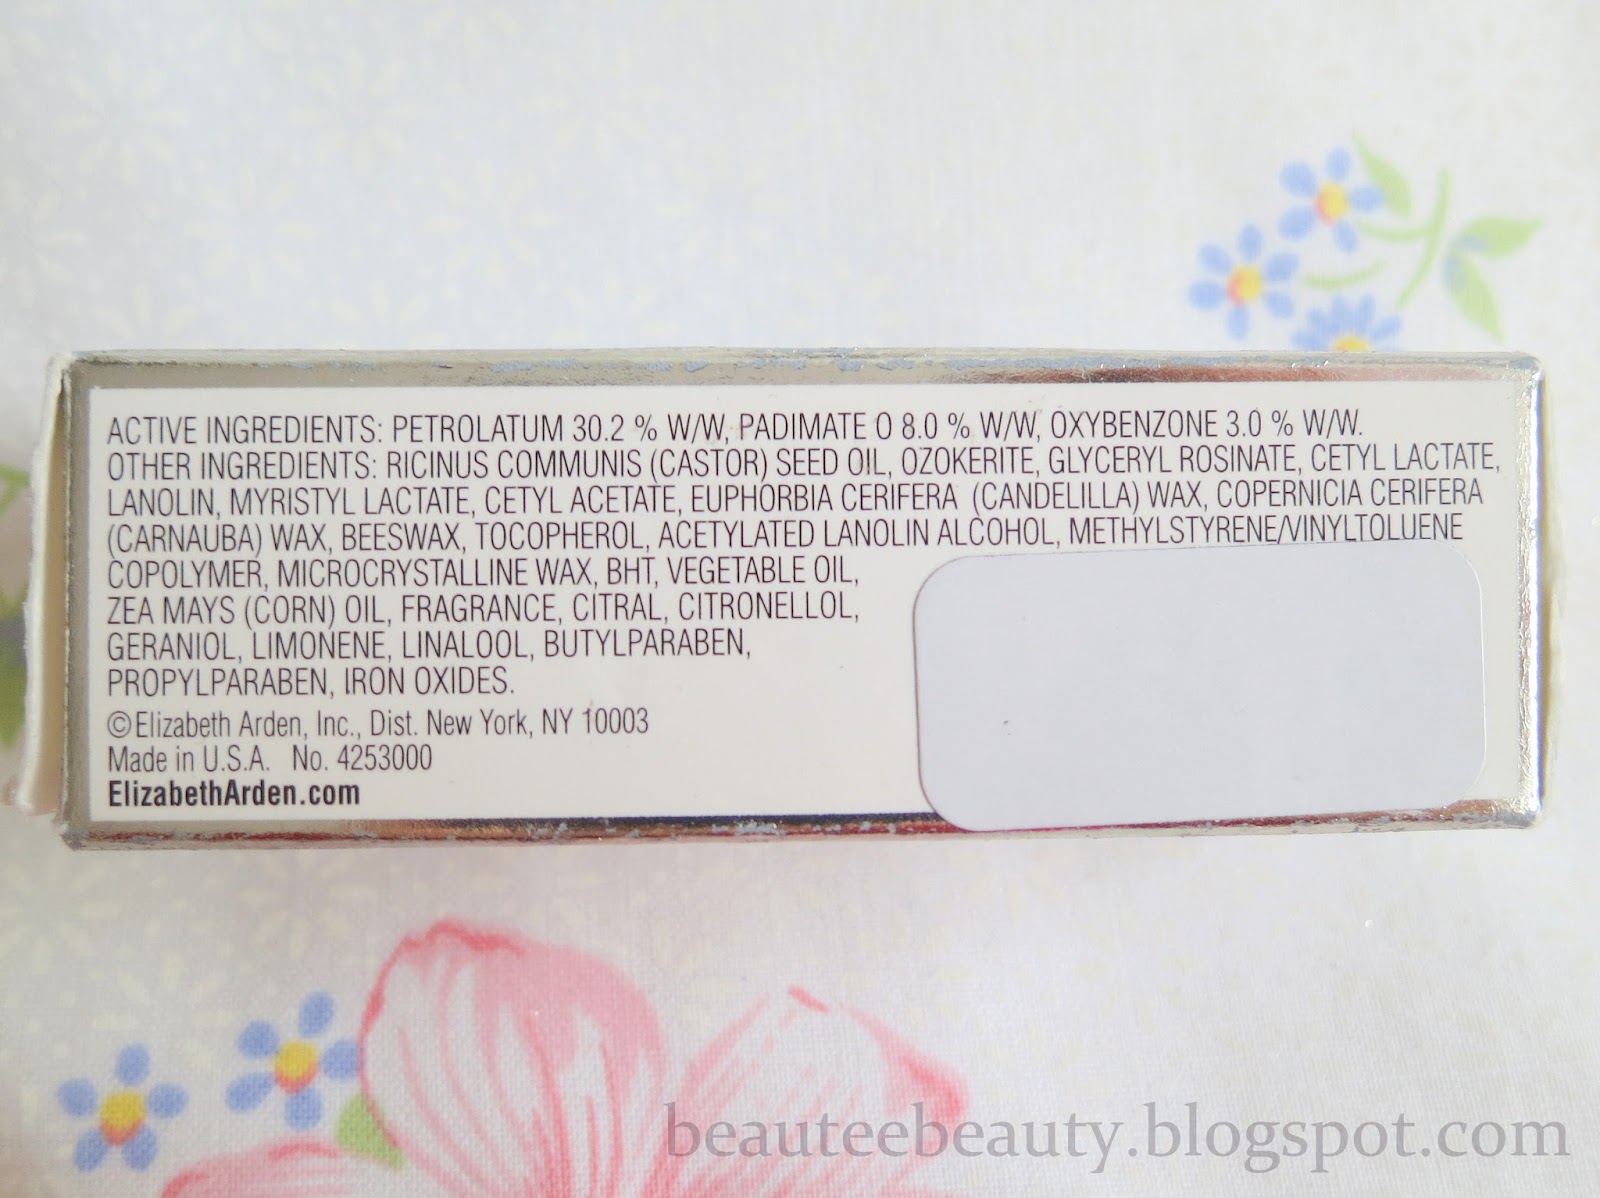 ACTIVE INGREDIENTS: PETROLATUM 30.2 % W/W, PADIMATE O 8.0 % W/W, OXYBENZONE 3.0 % W/W.
OTHER INGREDIENTS: RICINUS COMMUNIS (CASTOR) SEED OIL, OZOKERITE, GLYCERYL ROSINATE, CETYL LACTATE,
LANOLIN, MYRISTYL LACTATE, CETYL ACETATE, EUPHORBIA CERIFERA (CANDELILLA) WAX, COPERNICIA CERIFERA
(CARNAUBA) WAX, BEESWAX, TOCOPHEROL, ACETYLATED LANOLIN ALCOHOL, METHYLSTYRENE/VINYLTOLUENE
COPOLYMER, MICROCRYSTALLINE WAX, BHT, VEGETABLE OIL,
ZEA MAYS (CORN) OIL, FRAGRANCE, CITRAL, CITRONELLOL,
GERANIOL, LIMONENE, LINALOOL, BUTYLPARABEN,
PROPYLPARABEN, IRON OXIDES.
©Elizabeth Arden, Inc., Dist. New York, NY 10003
Made in U.S.A. No. 4253000
ElizabethArden.com
beauteebeauty.blogspot.com